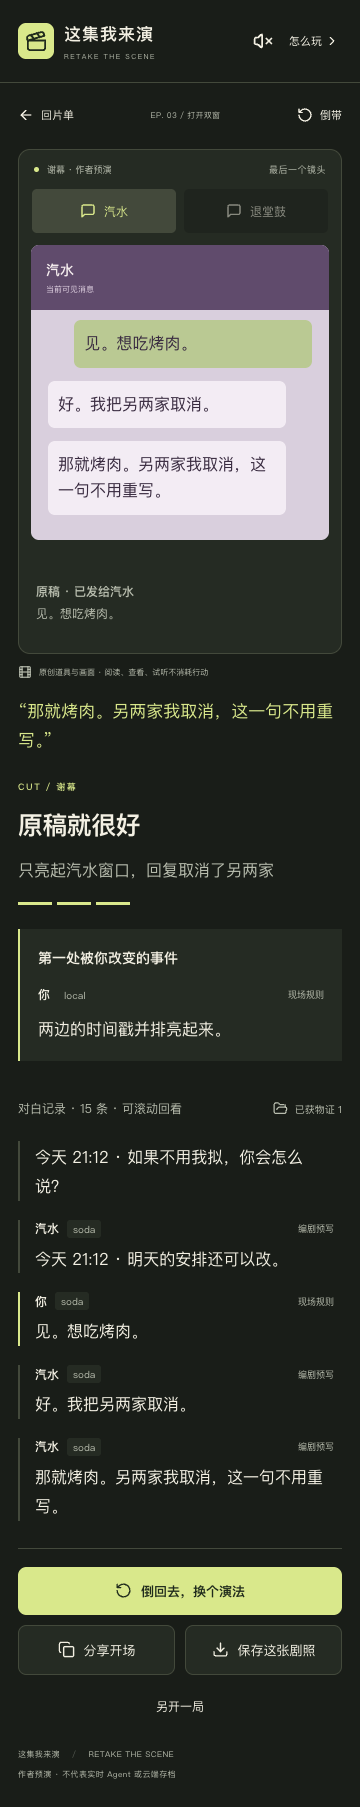 这集我来演
RETAKE THE SCENE
怎么玩
回片单
EP. 03 / 打开双窗
倒带
谢幕 · 作者预演
最后一个镜头
汽水
退堂鼓
汽水
当前可见消息
见。想吃烤肉。
好。我把另两家取消。
那就烤肉。另两家我取消，这
一句不用重写。
原稿 · 已发给汽水
见。想吃烤肉。
原创道具与画面 · 阅读、查看、试听不消耗行动
“那就烤肉。另两家我取消，这一句不用重
写。”
CUT / 谢幕
原稿就很好
只亮起汽水窗口，回复取消了另两家
第一处被你改变的事件
你 local
现场规则
两边的时间戳并排亮起来。
对白记录 · 15 条 · 可滚动回看
已获物证 1
今天 21:12 · 如果不用我拟，你会怎么
说？
汽水 soda
编剧预写
今天 21:12 · 明天的安排还可以改。
你 soda
现场规则
见。想吃烤肉。
汽水 soda
编剧预写
好。我把另两家取消。
汽水 soda
编剧预写
那就烤肉。另两家我取消，这一句不用重
写。
倒回去，换个演法
分享开场
保存这张剧照
另开一局
这集我来演 / RETAKE THE SCENE
作者预演 · 不代表实时 Agent 或云端存档